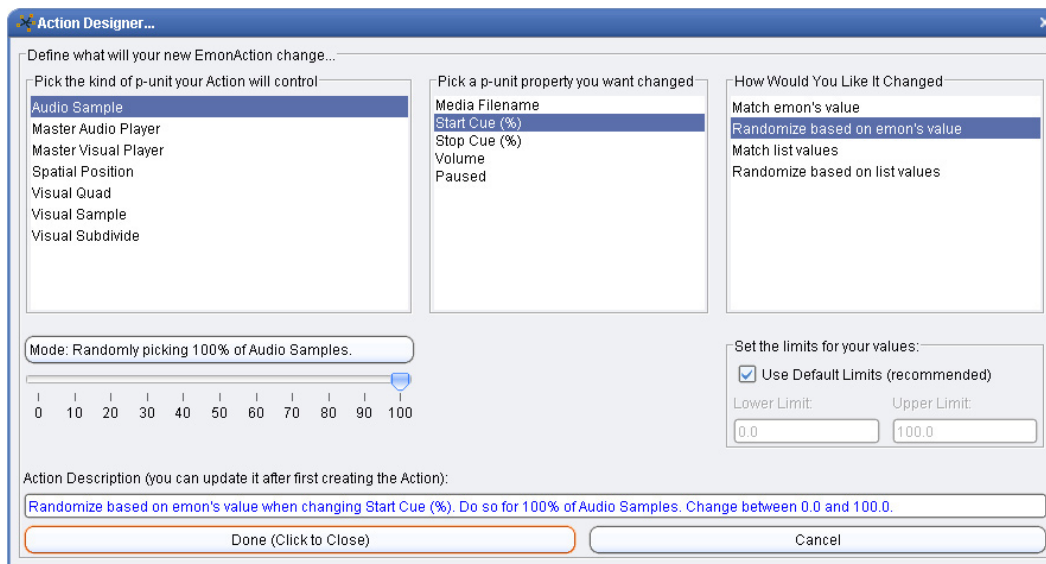 Action Designer...
Define what will your new EmonAction change...
Pick the kind of p-unit your Action will control
Audio Sample
Master Audio Player
Master Visual Player
Spatial Position
Visual Quad
Visual Sample
Visual Subdivide
Pick a p-unit property you want changed
Media Filename
Start Cue (%)
Stop Cue (%)
Volume
Paused
How Would You Like It Changed
Match emon's value
Randomize based on emon's value
Match list values
Randomize based on list values
Mode: Randomly picking 100% of Audio Samples.
0 10 20 30 40 50 60 70 80 90 100
Set the limits for your values:
Use Default Limits (recommended)
Lower Limit: Upper Limit:
0.0 100.0
Action Description (you can update it after first creating the Action):
Randomize based on emon's value when changing Start Cue (%). Do so for 100% of Audio Samples. Change between 0.0 and 100.0.
Done (Click to Close) Cancel